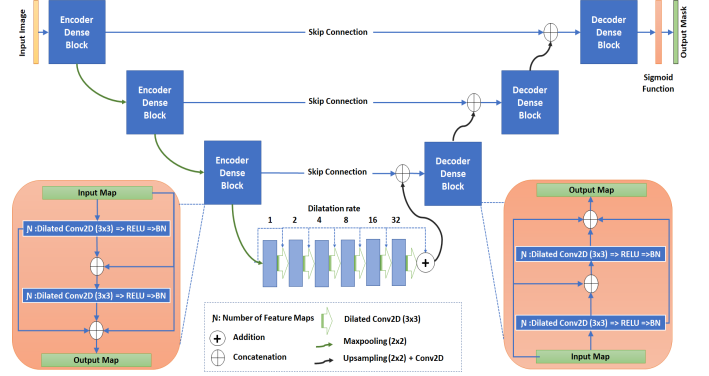 Input Image
Encoder
Dense
Block
Skip Connection
Decoder
Dense
Block
Sigmoid
Function
Output Mask
Encoder
Dense
Block
Skip Connection
Decoder
Dense
Block
Encoder
Dense
Block
Skip Connection
Decoder
Dense
Block
Input Map
N :Dilated Conv2D (3x3) => RELU =>BN
N :Dilated Conv2D (3x3) => RELU =>BN
Output Map
Dilatation rate
1 2 4 8 16 32
N: Number of Feature Maps
Addition
Concatenation
Dilated Conv2D (3x3)
Maxpooling (2x2)
Upsampling (2x2) + Conv2D
Output Map
N :Dilated Conv2D (3x3) => RELU =>BN
N :Dilated Conv2D (3x3) => RELU =>BN
Input Map